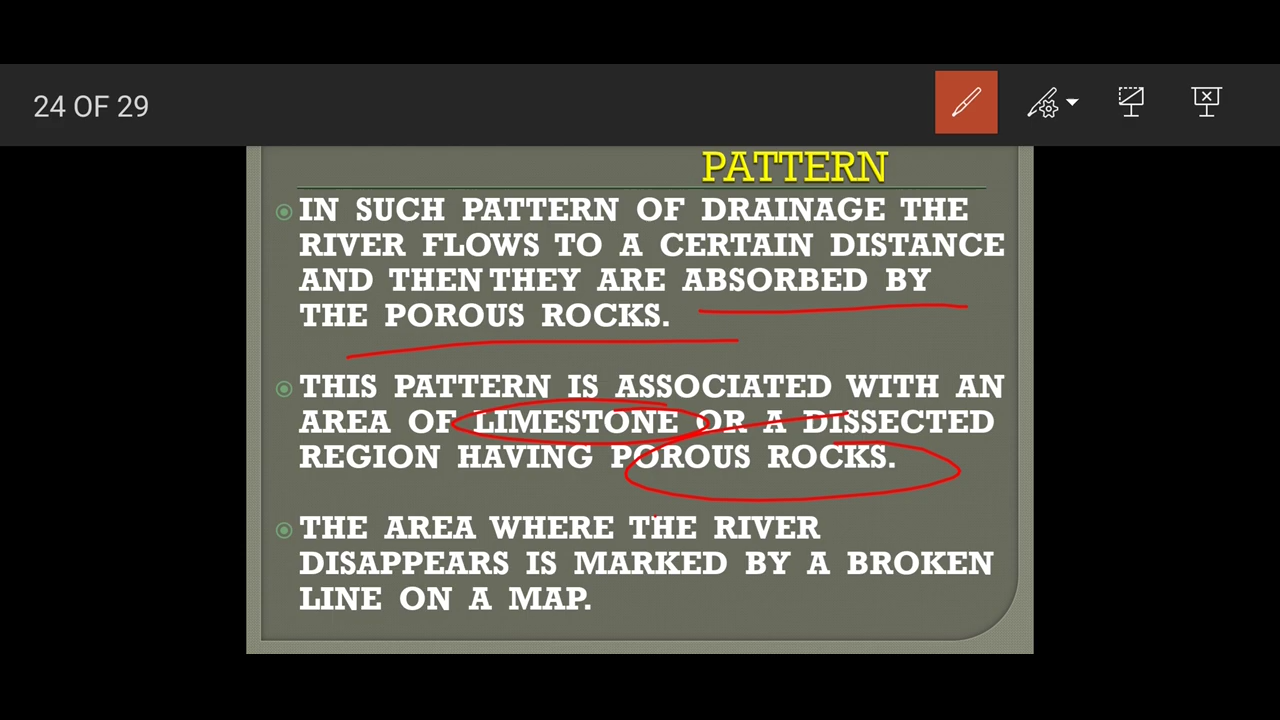 24 OF 29
PATTERN
IN SUCH PATTERN OF DRAINAGE THE
RIVER FLOWS TO A CERTAIN DISTANCE
AND THEN THEY ARE ABSORBED BY
THE POROUS ROCKS.
THIS PATTERN IS ASSOCIATED WITH AN
AREA OF LIMESTONE OR A DISSECTED
REGION HAVING POROUS ROCKS.
THE AREA WHERE THE RIVER
DISAPPEARS IS MARKED BY A BROKEN
LINE ON A MAP.